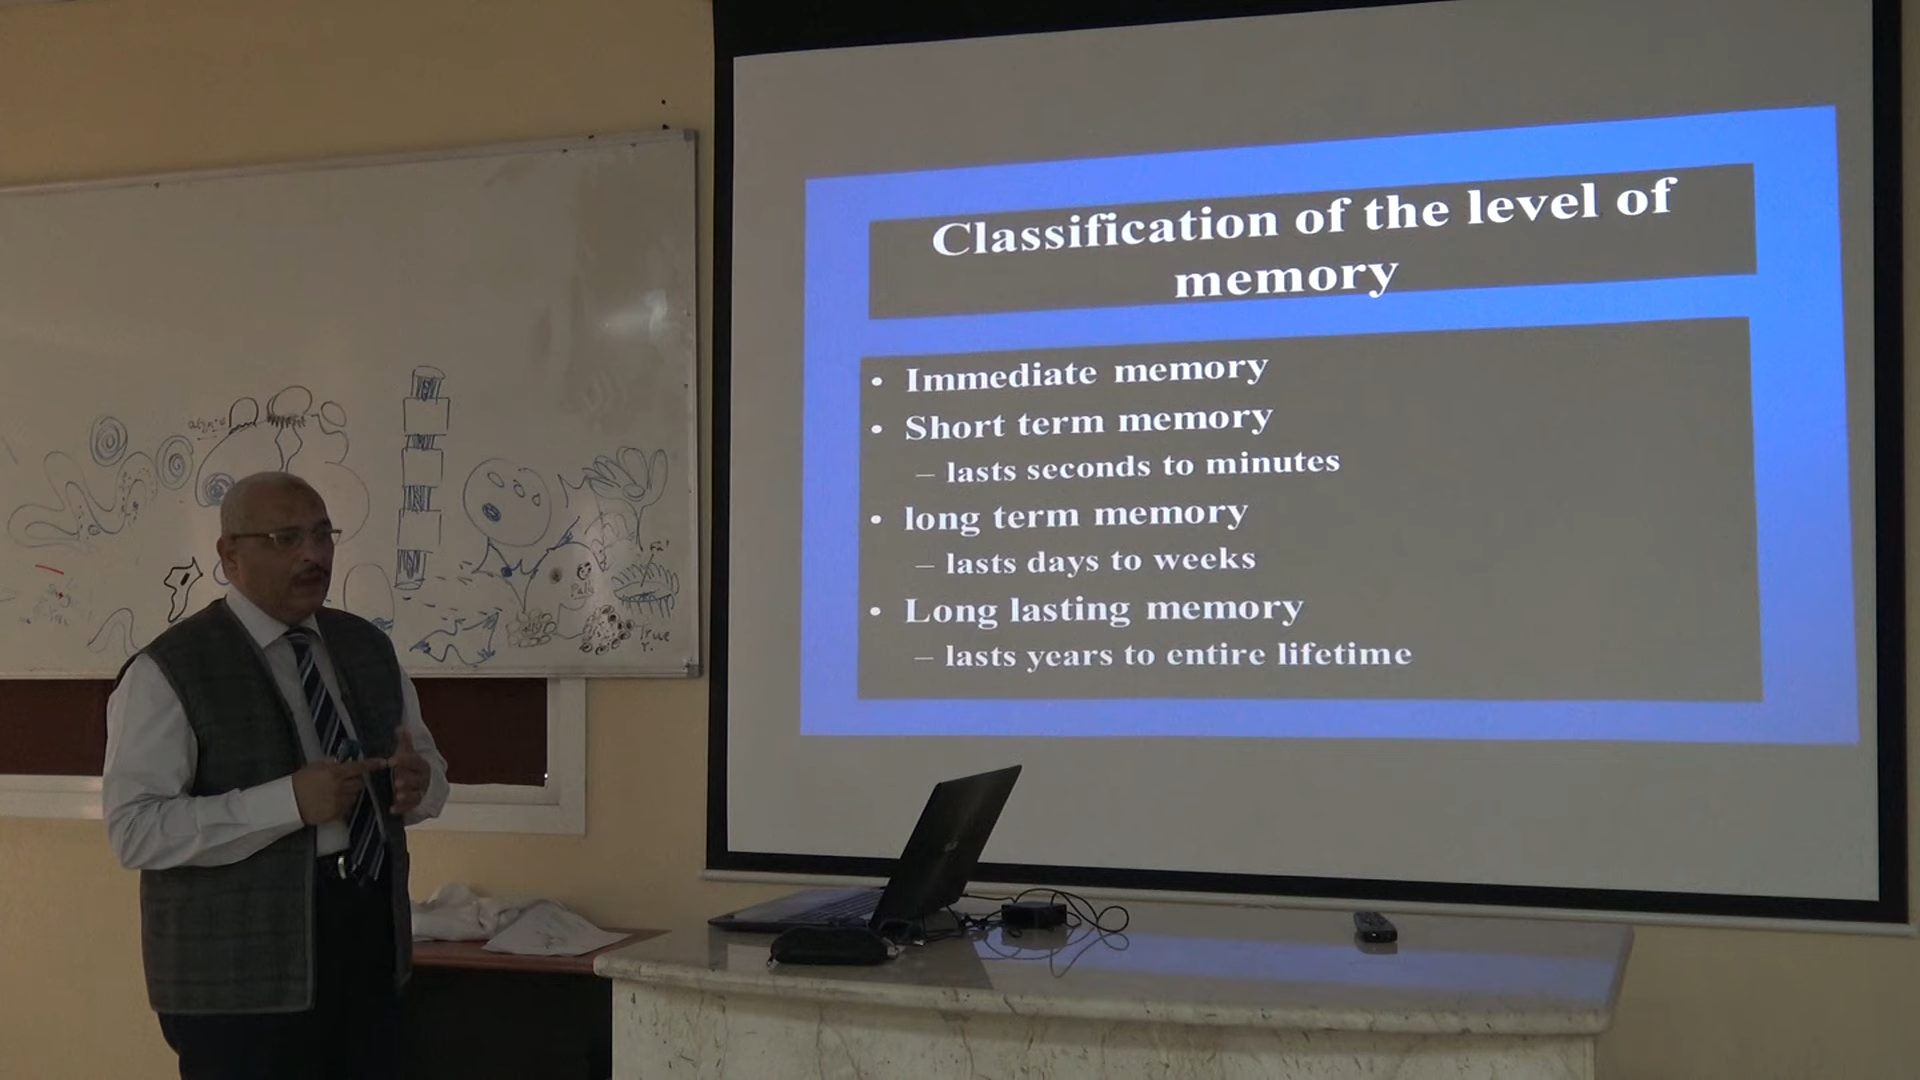 Classification of the level of
memory
• Immediate memory
• Short term memory
– lasts seconds to minutes
• long term memory
– lasts days to weeks
• Long lasting memory
– lasts years to entire lifetime
True